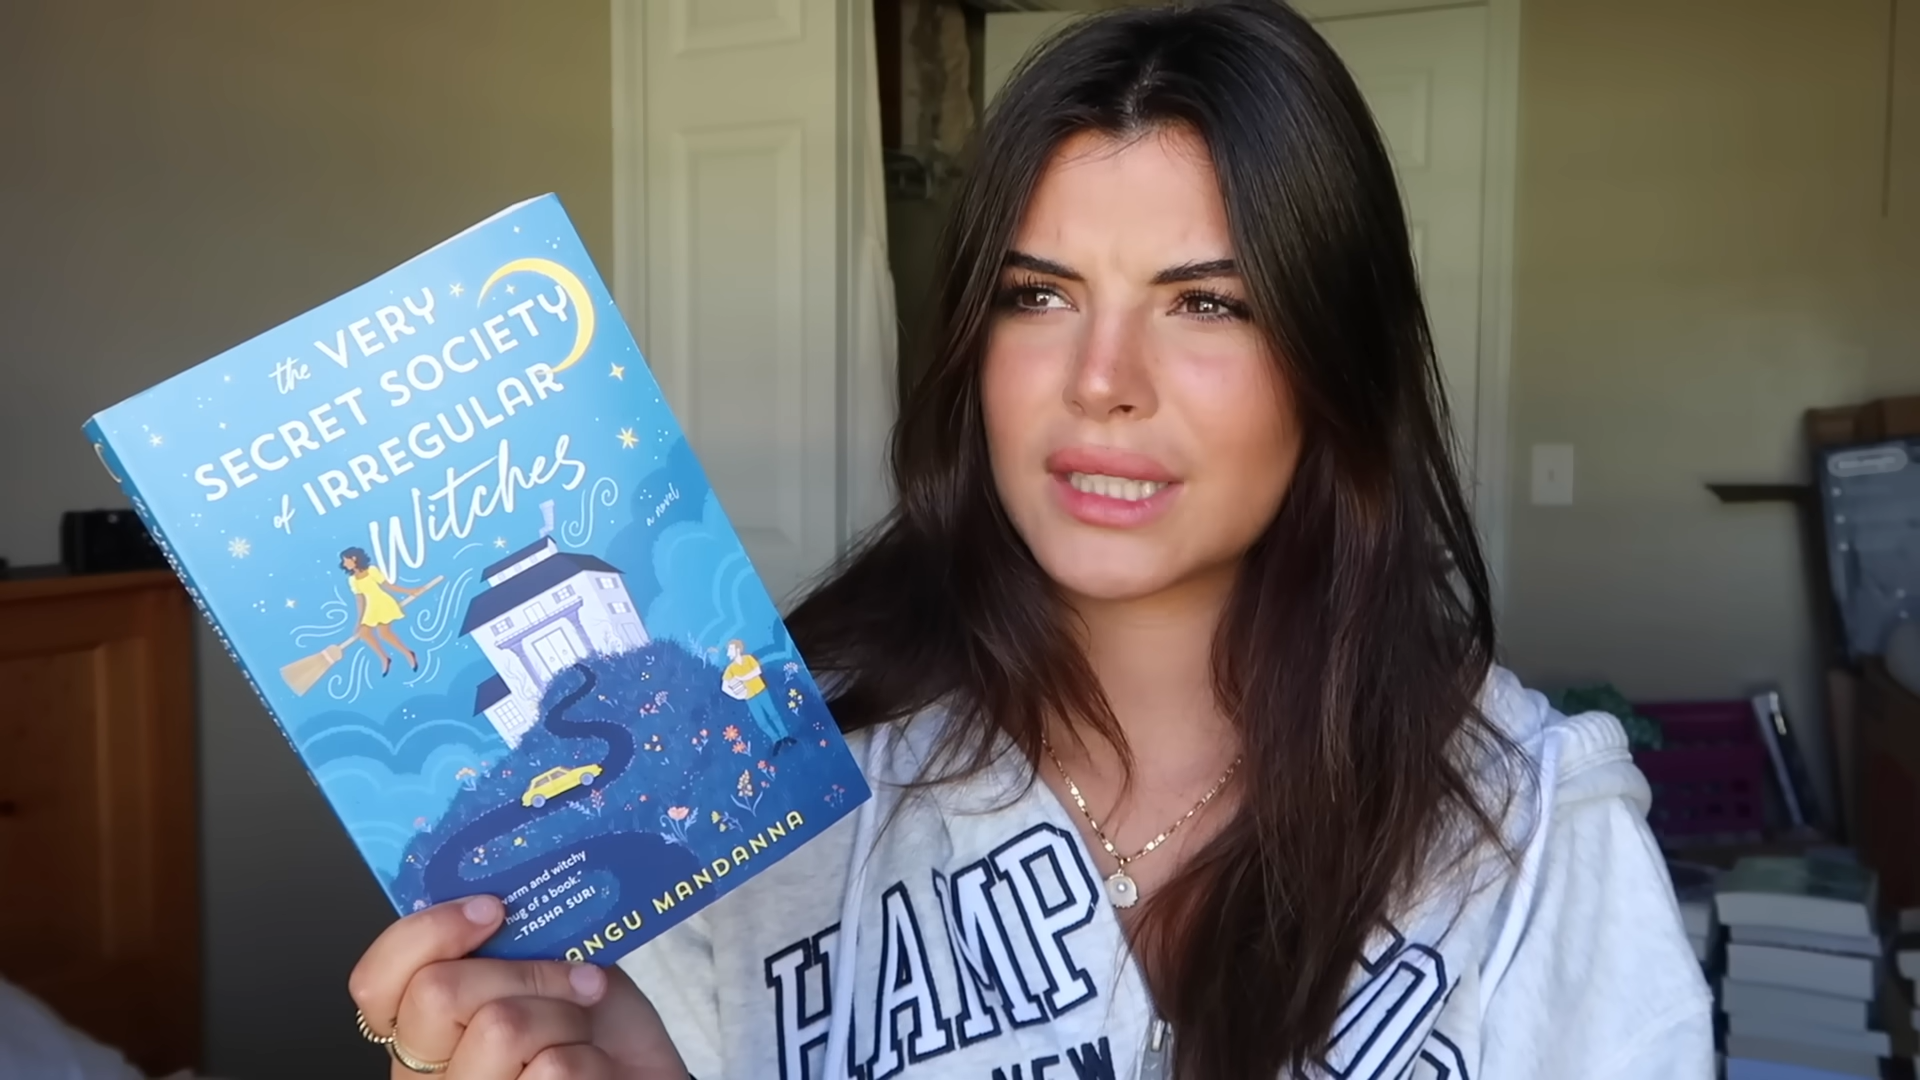 the VERY
SECRET SOCIETY
of IRREGULAR
Witches
a novel
warm and witchy
hug of a book."
—TASHA SURI
ANGU MANDANNA
HAMP
NEW